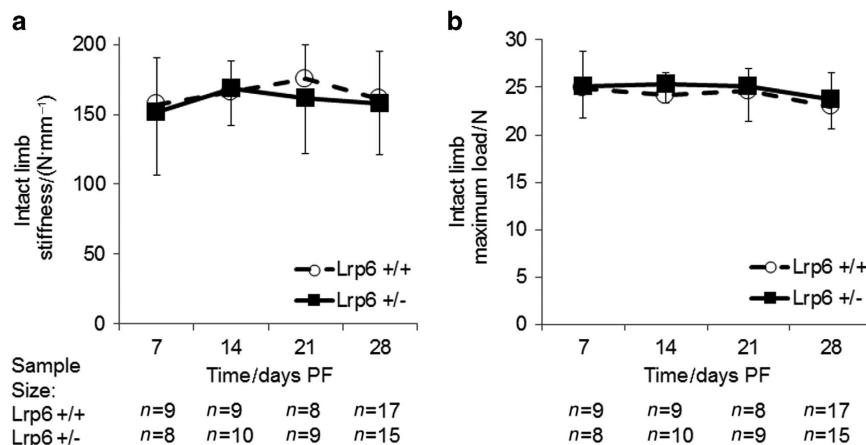 a
Intact limb
stiffness/(N·mm⁻¹)
200
150
100
50
0
Lrp6 +/+
Lrp6 +/-
7 14 21 28
Time/days PF
Sample
Size:
Lrp6 +/+ n=9 n=9 n=8 n=17
Lrp6 +/- n=8 n=10 n=9 n=15
b
Intact limb
maximum load/N
30
25
20
15
10
5
0
Lrp6 +/+
Lrp6 +/-
7 14 21 28
Time/days PF
n=9 n=9 n=8 n=17
n=8 n=10 n=9 n=15